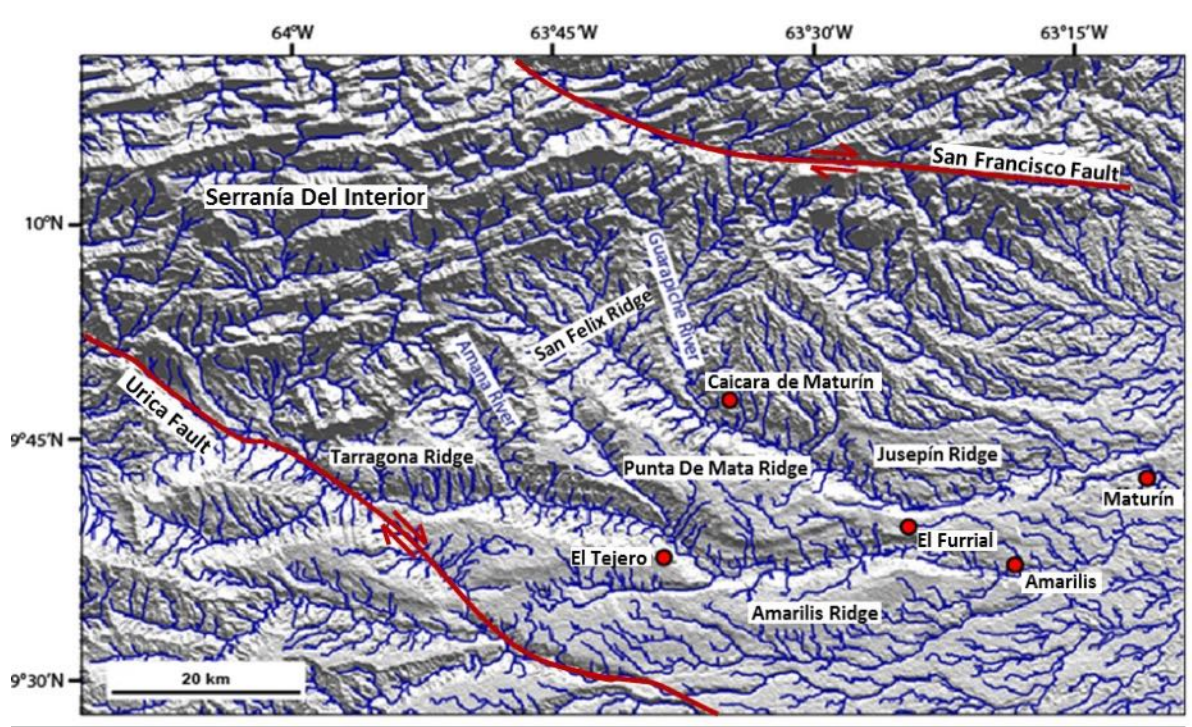 64°W
63°45'W
63°30'W
63°15'W
San Francisco Fault
Serranía Del Interior
10°N
Guarapiche River
San Felix Ridge
Amana River
Caicara de Maturín
Urica Fault
9°45'N
Tarragona Ridge
Jusepín Ridge
Punta De Mata Ridge
Maturín
El Furrial
El Tejero
Amarilis
Amarilis Ridge
9°30'N
20 km